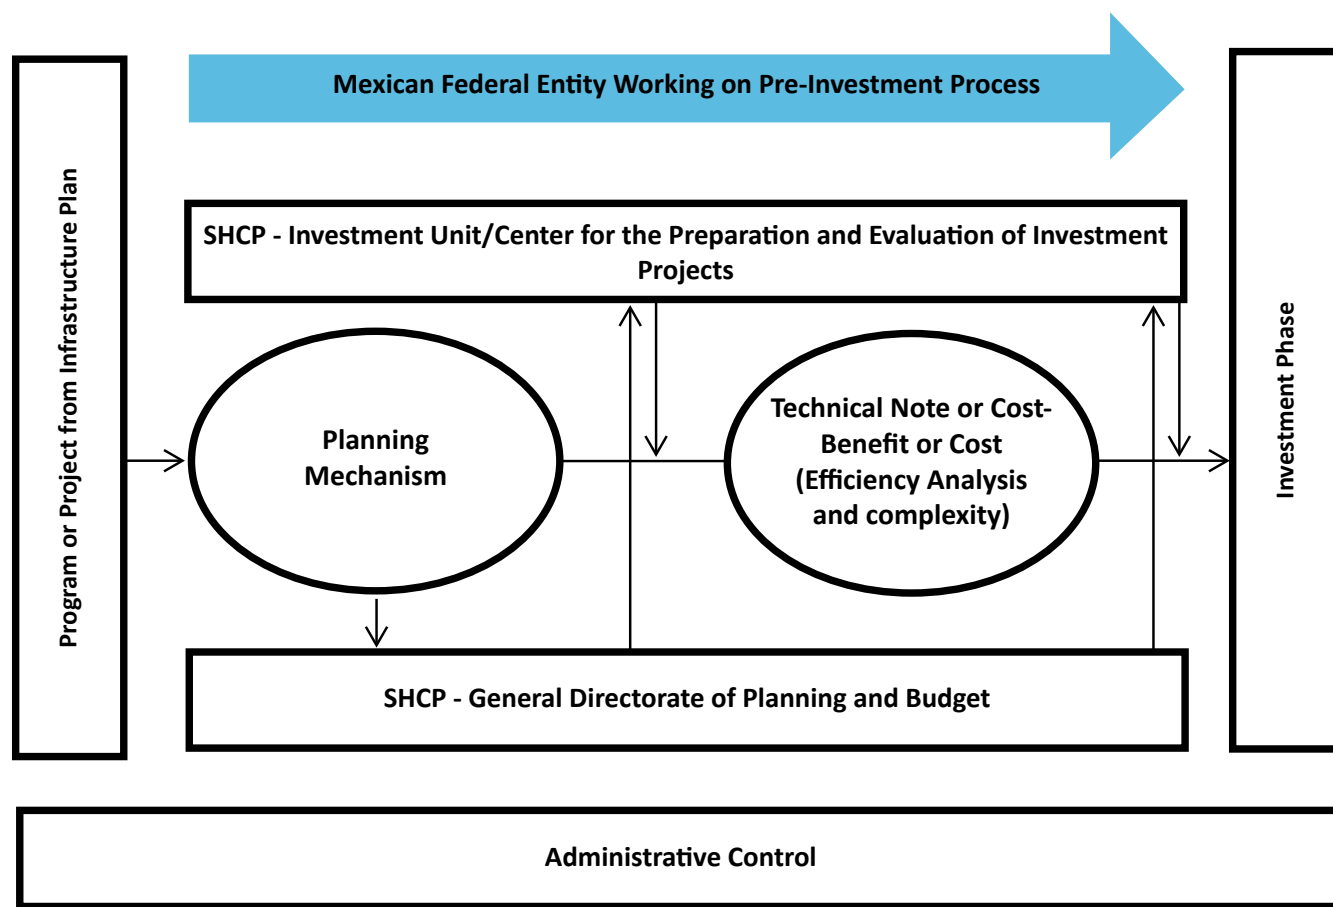 Mexican Federal Entity Working on Pre-Investment Process
Program or Project from Infrastructure Plan
SHCP - Investment Unit/Center for the Preparation and Evaluation of Investment
Projects
Planning
Mechanism
Technical Note or Cost-
Benefit or Cost
(Efficiency Analysis
and complexity)
Investment Phase
SHCP - General Directorate of Planning and Budget
Administrative Control